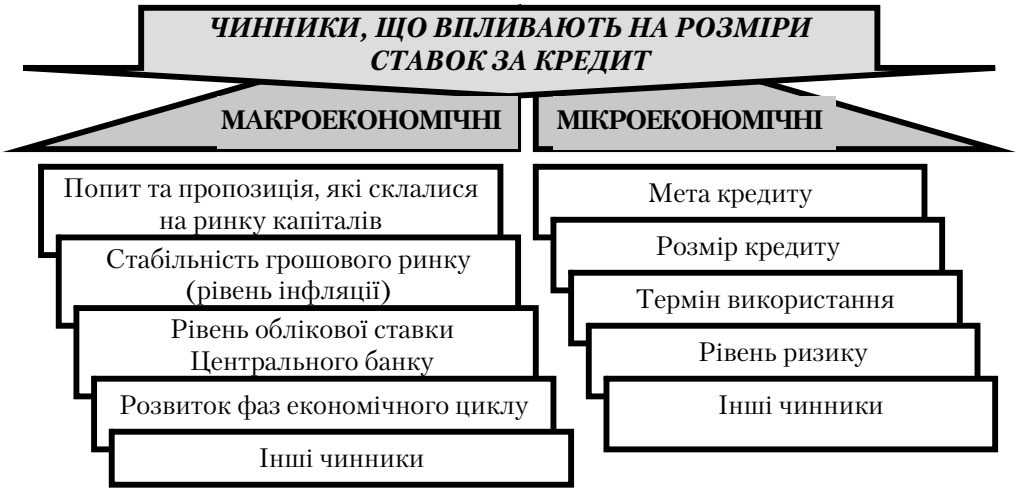 ЧИННИКИ, ЩО ВПЛИВАЮТЬ НА РОЗМІРИ
СТАВОК ЗА КРЕДИТ
МАКРОЕКОНОМІЧНІ
Попит та пропозиція, які склалися
на ринку капіталів
Стабільність грошового ринку
(рівень інфляції)
Рівень облікової ставки
Центрального банку
Розвиток фаз економічного циклу
Інші чинники
МІКРОЕКОНОМІЧНІ
Мета кредиту
Розмір кредиту
Термін використання
Рівень ризику
Інші чинники